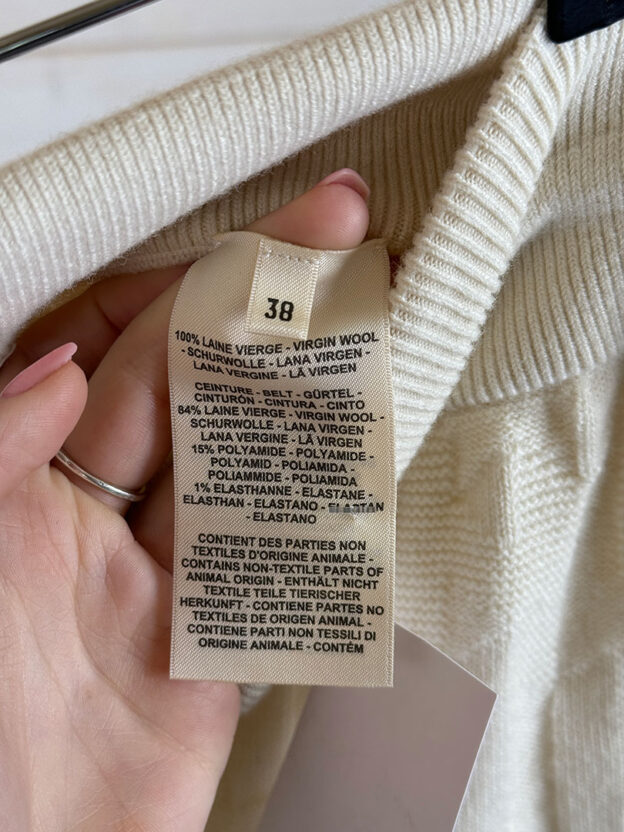 38
100% LAINE VIERGE - VIRGIN WOOL
- SCHURWOLLE - LANA VIRGEN -
LANA VERGINE - LÃ VIRGEN
CEINTURE - BELT - GÜRTEL -
CINTURÓN - CINTURA - CINTO
84% LAINE VIERGE - VIRGIN WOOL -
SCHURWOLLE - LANA VIRGEN -
LANA VERGINE - LÃ VIRGEN
15% POLYAMIDE - POLYAMIDE -
POLYAMID - POLIAMIDA -
POLIAMMIDE - POLIAMIDA
1% ELASTHANNE - ELASTANE -
ELASTHAN - ELASTANO - ELASTAN
- ELASTANO
CONTIENT DES PARTIES NON
TEXTILES D'ORIGINE ANIMALE -
CONTAINS NON-TEXTILE PARTS OF
ANIMAL ORIGIN - ENTHÄLT NICHT
TEXTILE TEILE TIERISCHER
HERKUNFT - CONTIENE PARTES NO
TEXTILES DE ORIGEN ANIMAL -
CONTIENE PARTI NON TESSILI DI
ORIGINE ANIMALE - CONTÉM